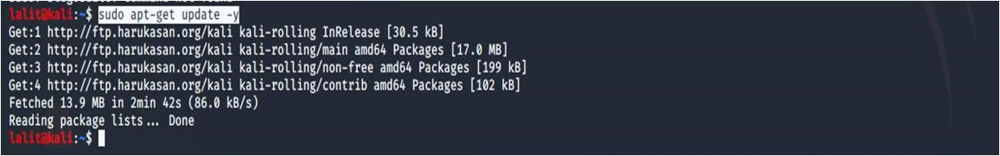 lalit@kali:~$ sudo apt-get update -y
Get:1 http://ftp.harukasan.org/kali kali-rolling InRelease [30.5 kB]
Get:2 http://ftp.harukasan.org/kali kali-rolling/main amd64 Packages [17.0 MB]
Get:3 http://ftp.harukasan.org/kali kali-rolling/non-free amd64 Packages [199 kB]
Get:4 http://ftp.harukasan.org/kali kali-rolling/contrib amd64 Packages [102 kB]
Fetched 13.9 MB in 2min 42s (86.0 kB/s)
Reading package lists... Done
lalit@kali:~$